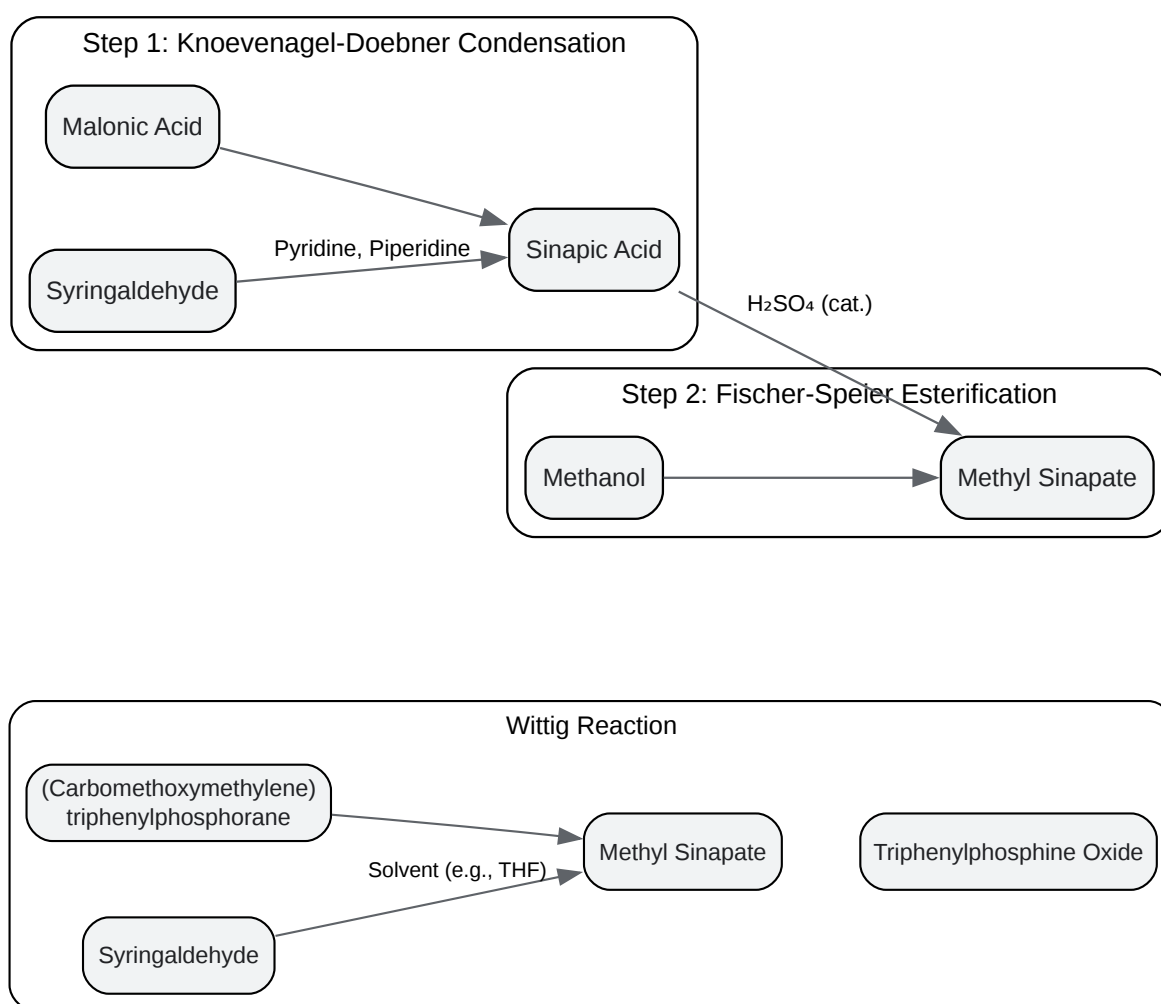 Step 1: Knoevenagel-Doebner Condensation
Malonic Acid
Pyridine, Piperidine
Sinapic Acid
Syringaldehyde
H₂SO₄ (cat.)
Step 2: Fischer-Speier Esterification
Methanol
Methyl Sinapate
Wittig Reaction
(Carbomethoxymethylene)
triphenylphosphorane
Methyl Sinapate
Triphenylphosphine Oxide
Solvent (e.g., THF)
Syringaldehyde